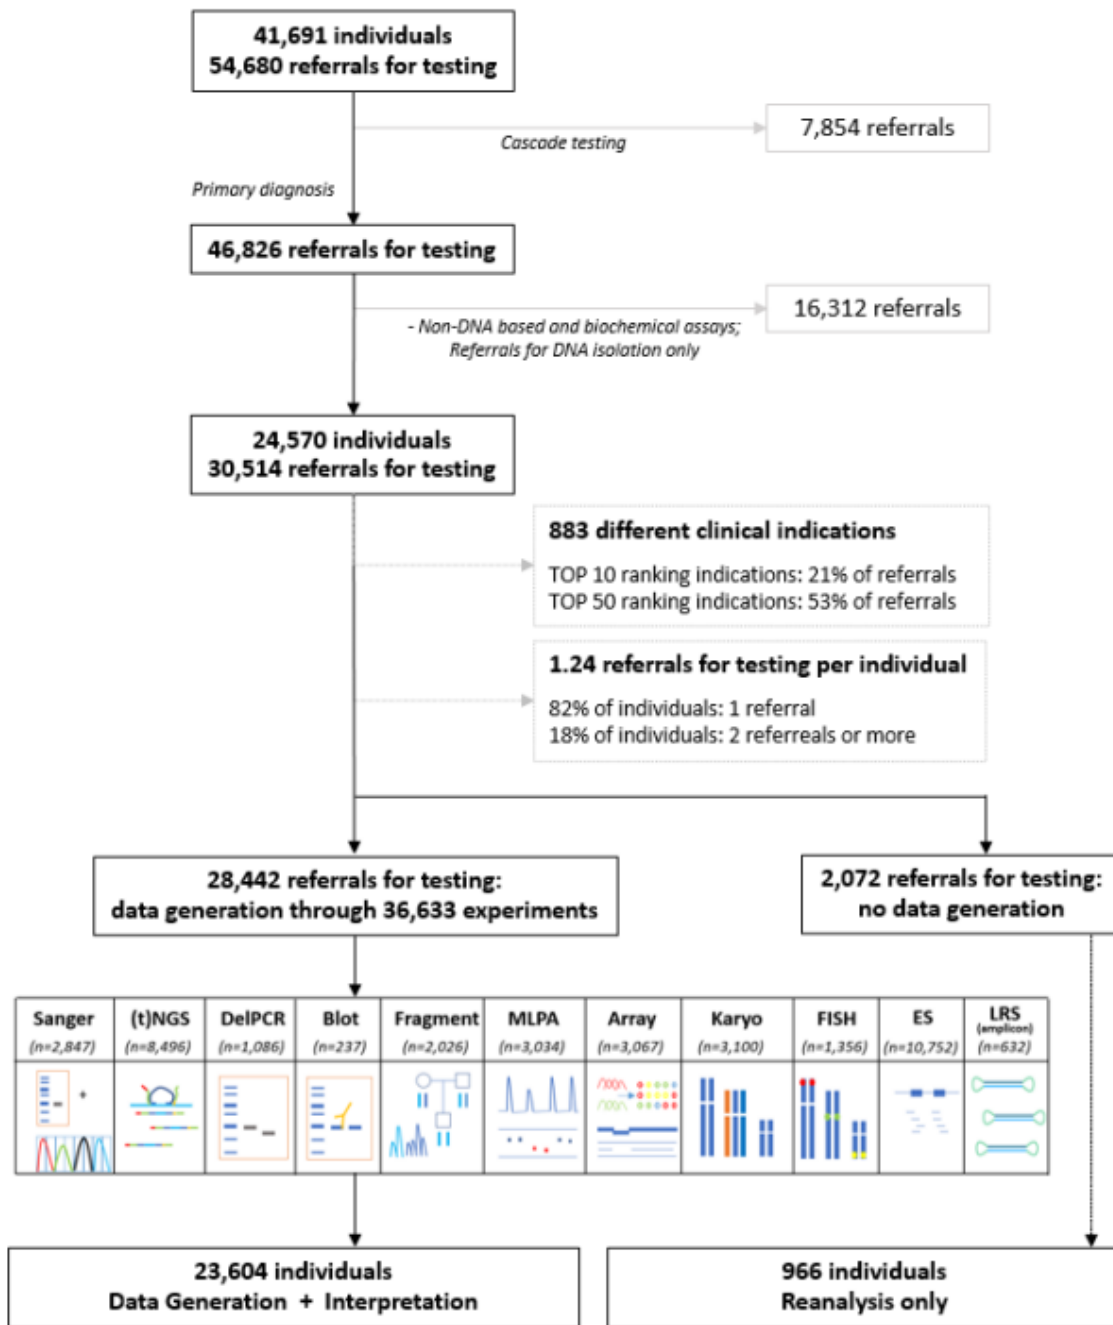 41,691 individuals
54,680 referrals for testing
7,854 referrals
Cascade testing
Primary diagnosis
46,826 referrals for testing
16,312 referrals
- Non-DNA based and biochemical assays;
Referrals for DNA isolation only
24,570 individuals
30,514 referrals for testing
883 different clinical indications
TOP 10 ranking indications: 21% of referrals
TOP 50 ranking indications: 53% of referrals
1.24 referrals for testing per individual
82% of individuals: 1 referral
18% of individuals: 2 referreals or more
28,442 referrals for testing:
data generation through 36,633 experiments
2,072 referrals for testing:
no data generation
Sanger
(n=2,847)
(t)NGS
(n=8,496)
DelPCR
(n=1,086)
Blot
(n=237)
Fragment
(n=2,026)
MLPA
(n=3,034)
Array
(n=3,067)
Karyo
(n=3,100)
FISH
(n=1,356)
ES
(n=10,752)
LRS
(amplicon)
(n=632)
+
23,604 individuals
Data Generation + Interpretation
966 individuals
Reanalysis only